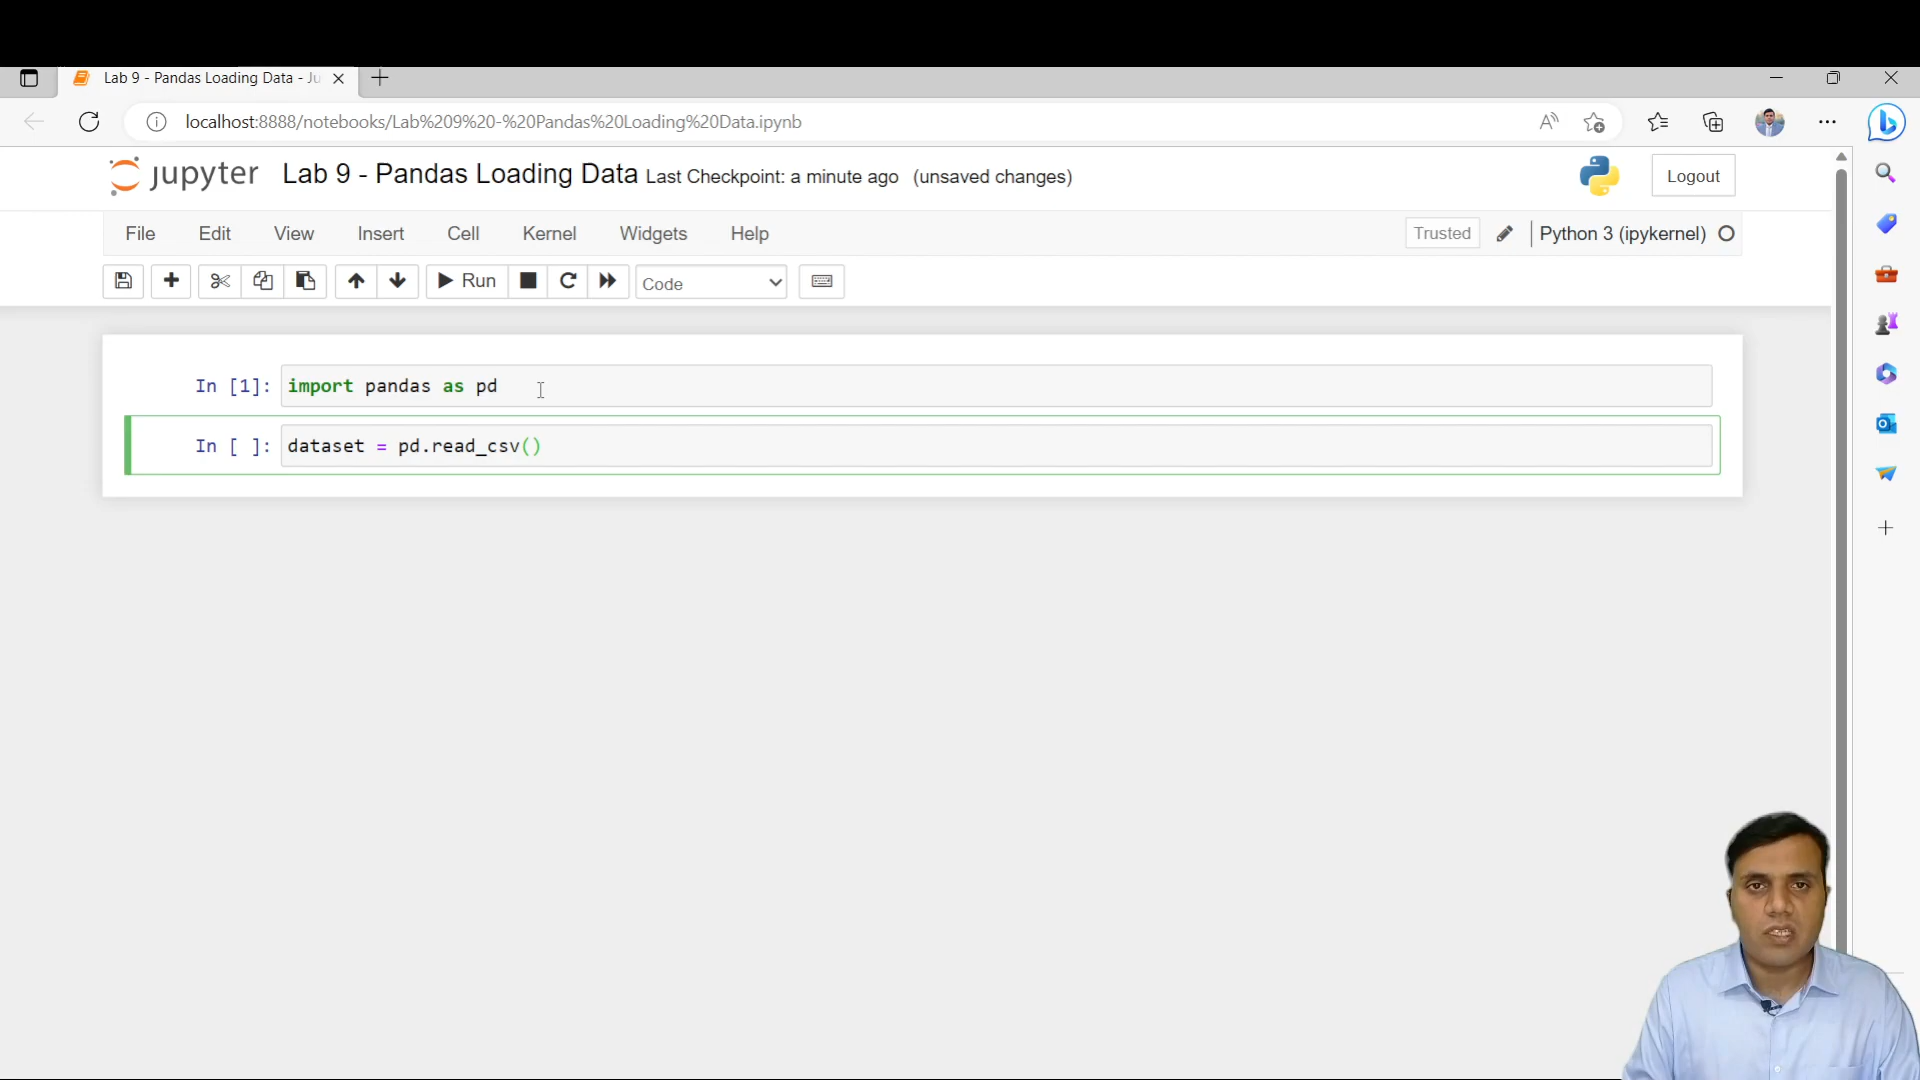 Lab 9 - Pandas Loading Data - Ju
localhost:8888/notebooks/Lab%209%20-%20Pandas%20Loading%20Data.ipynb
jupyter Lab 9 - Pandas Loading Data Last Checkpoint: a minute ago (unsaved changes)
Logout
File Edit View Insert Cell Kernel Widgets Help
Trusted Python 3 (ipykernel)
Run Code
In [1]: import pandas as pd
In [ ]: dataset = pd.read_csv()